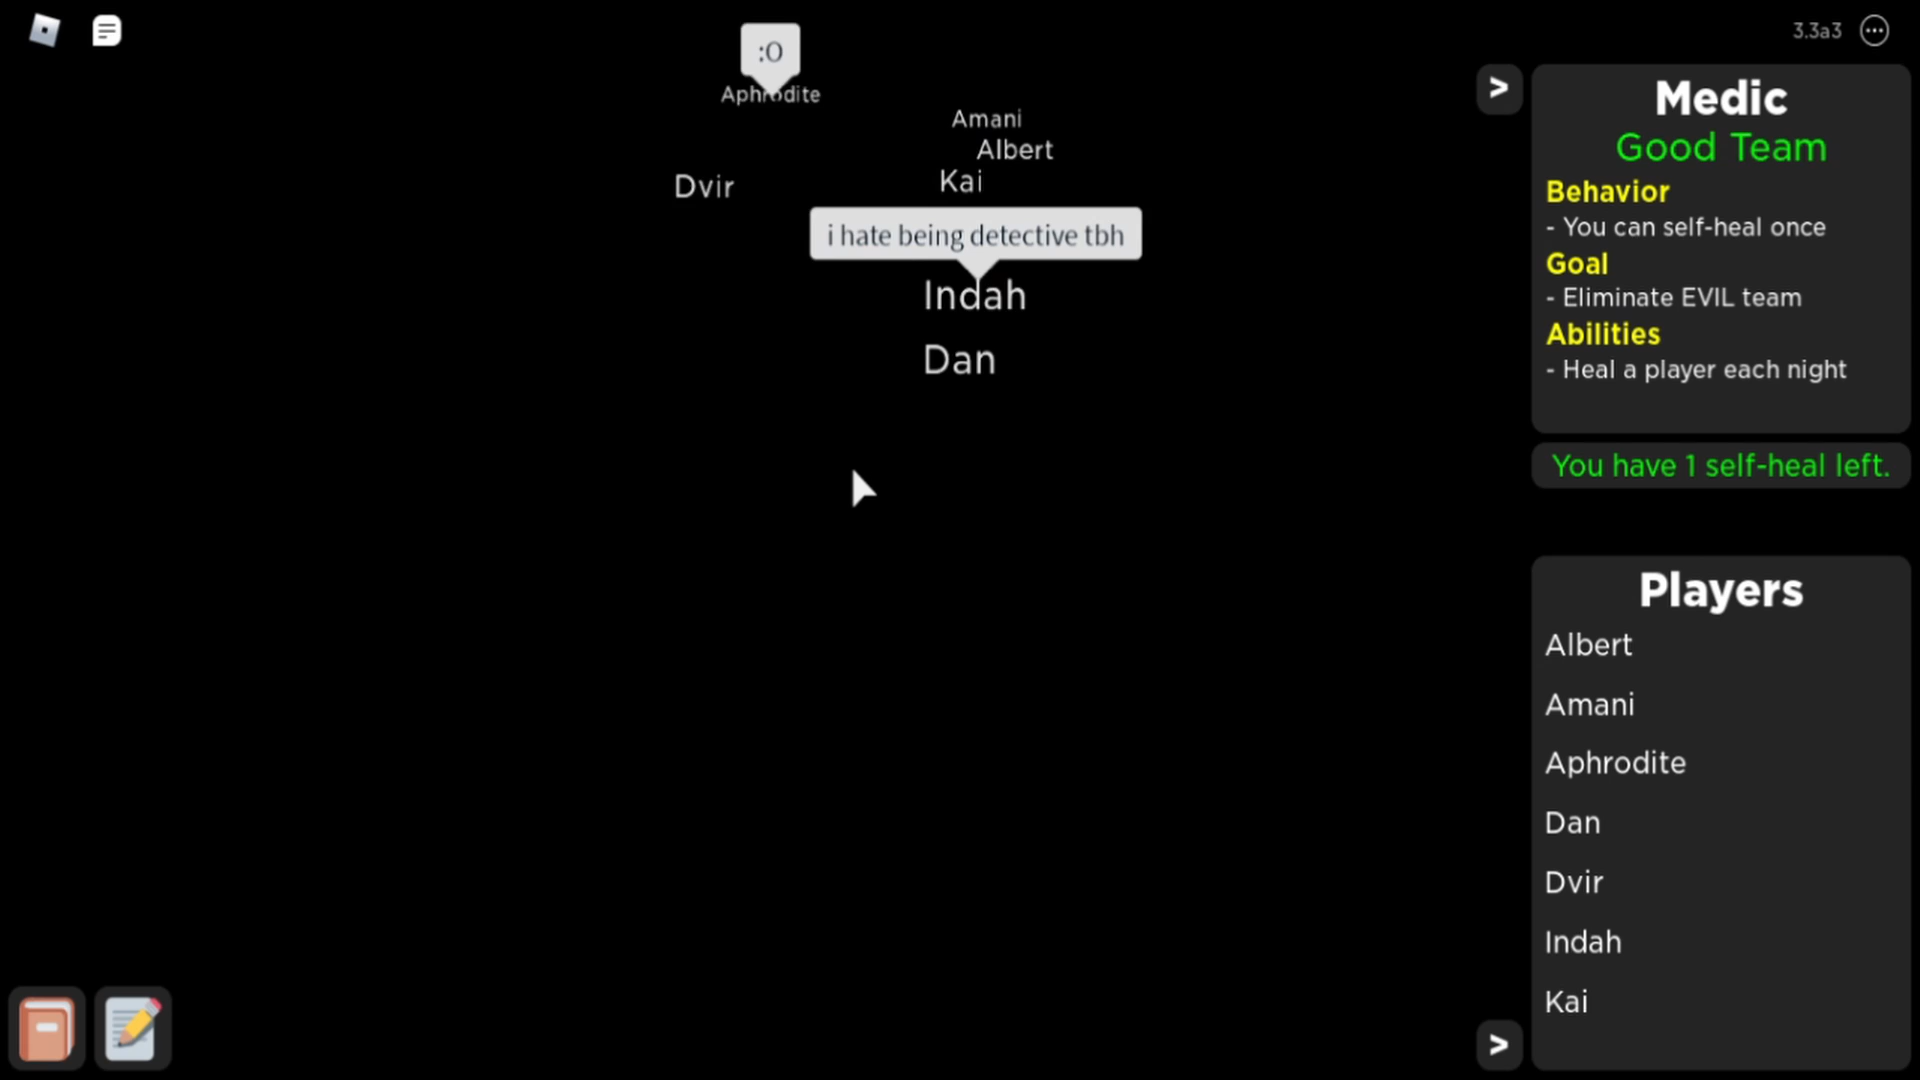 3.3a3
:O
Aphrodite
Amani
Albert
Kai
Dvir
i hate being detective tbh
Indah
Dan
>
Medic
Good Team
Behavior
- You can self-heal once
Goal
- Eliminate EVIL team
Abilities
- Heal a player each night
You have 1 self-heal left.
Players
Albert
Amani
Aphrodite
Dan
Dvir
Indah
Kai
>